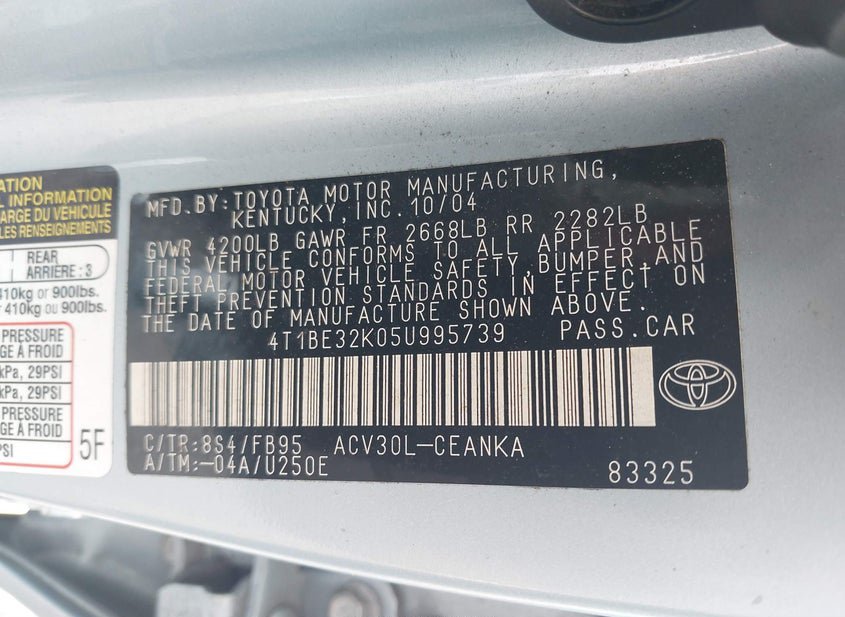 ATION
L INFORMATION
ARGE DU VÉHICULE
LES RENSEIGNEMENTS
REAR
ARRIÈRE : 3
410kg or 900lbs.
r 410kg ou 900lbs.
PRESSURE
GE À FROID
kPa, 29PSI
kPa, 29PSI
PRESSURE
GE À FROID
PSI
5F
MFD.BY:TOYOTA MOTOR MANUFACTURING,
KENTUCKY,INC.10/04
GVWR 4200LB GAWR FR 2668LB RR 2282LB
THIS VEHICLE CONFORMS TO ALL APPLICABLE
FEDERAL MOTOR VEHICLE SAFETY,BUMPER,AND
THEFT PREVENTION STANDARDS IN EFFECT ON
THE DATE OF MANUFACTURE SHOWN ABOVE.
4T1BE32K05U995739 PASS.CAR
C/TR:8S4/FB95 ACV30L-CEANKA
A/TM:-04A/U250E
83325